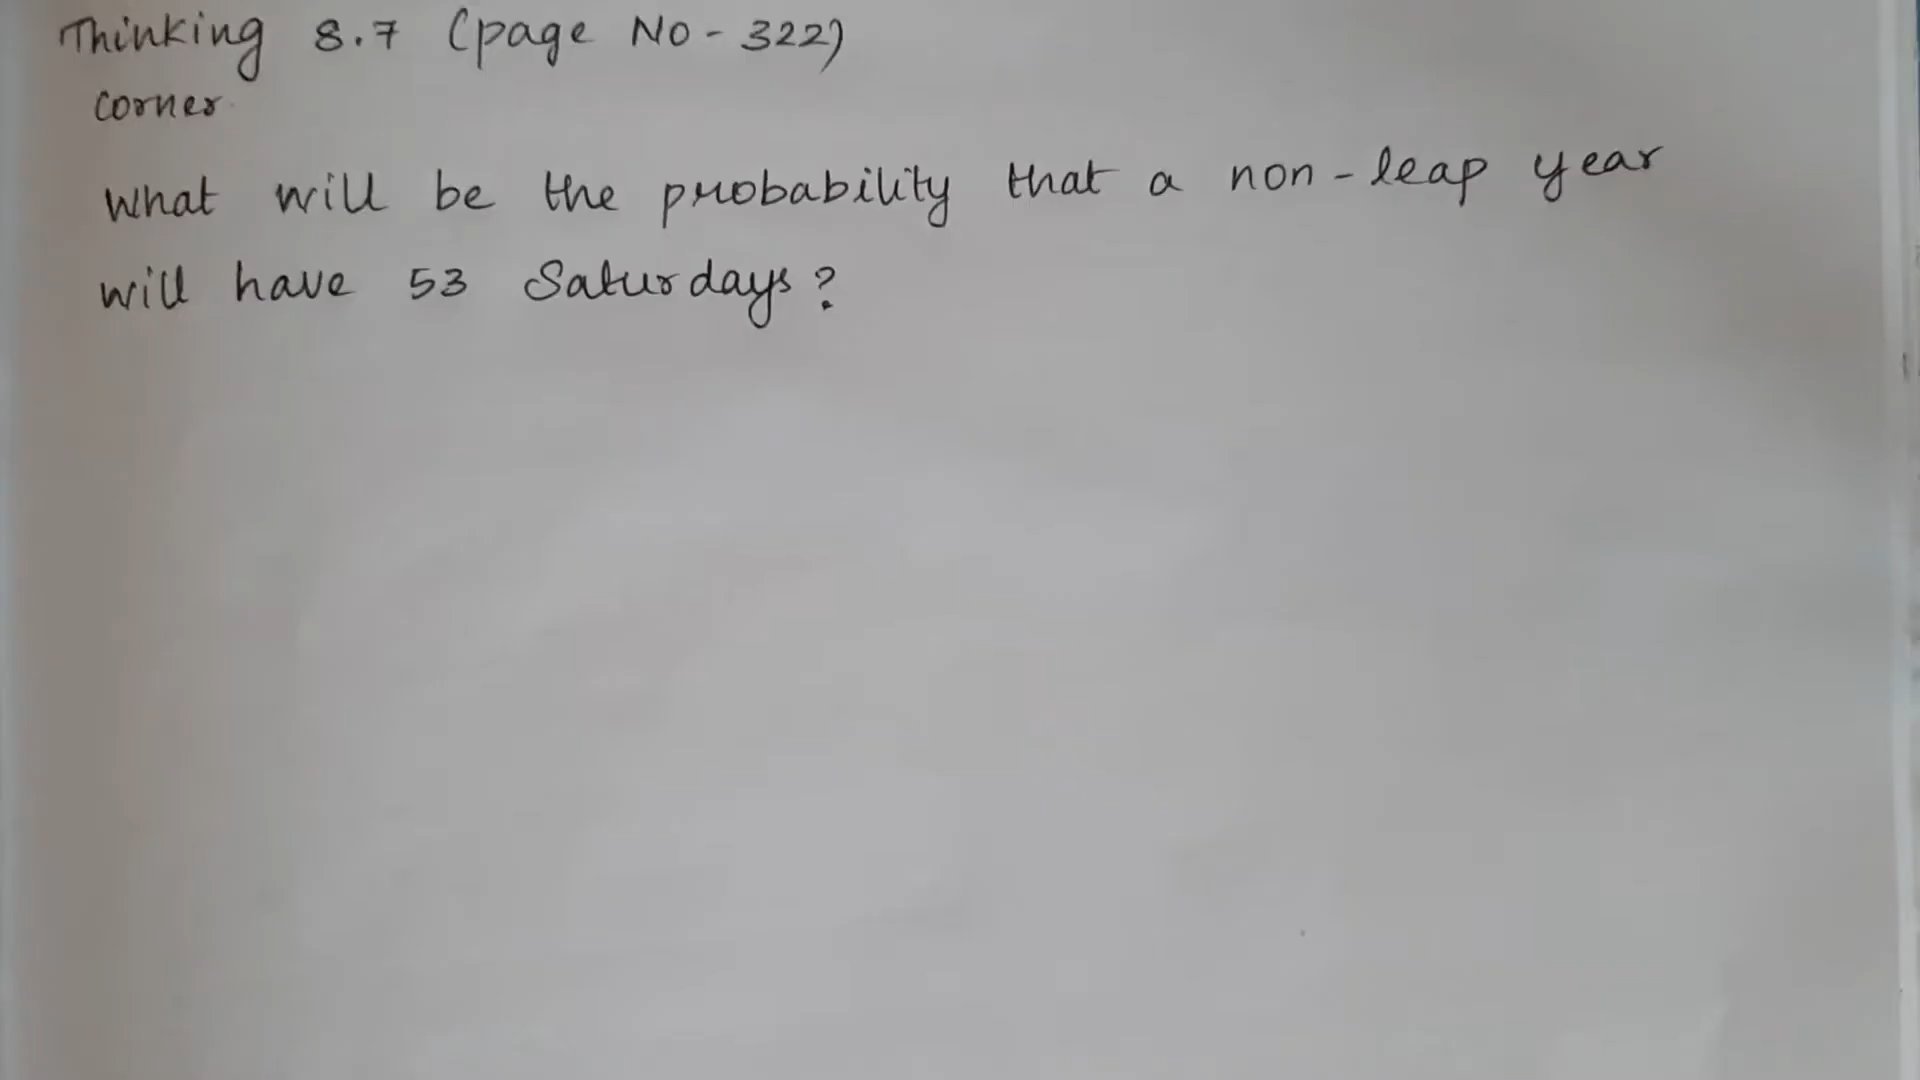 Thinking 8.7 (page No - 322)
corner
What will be the probability that a non-leap year
will have 53 Saturdays?